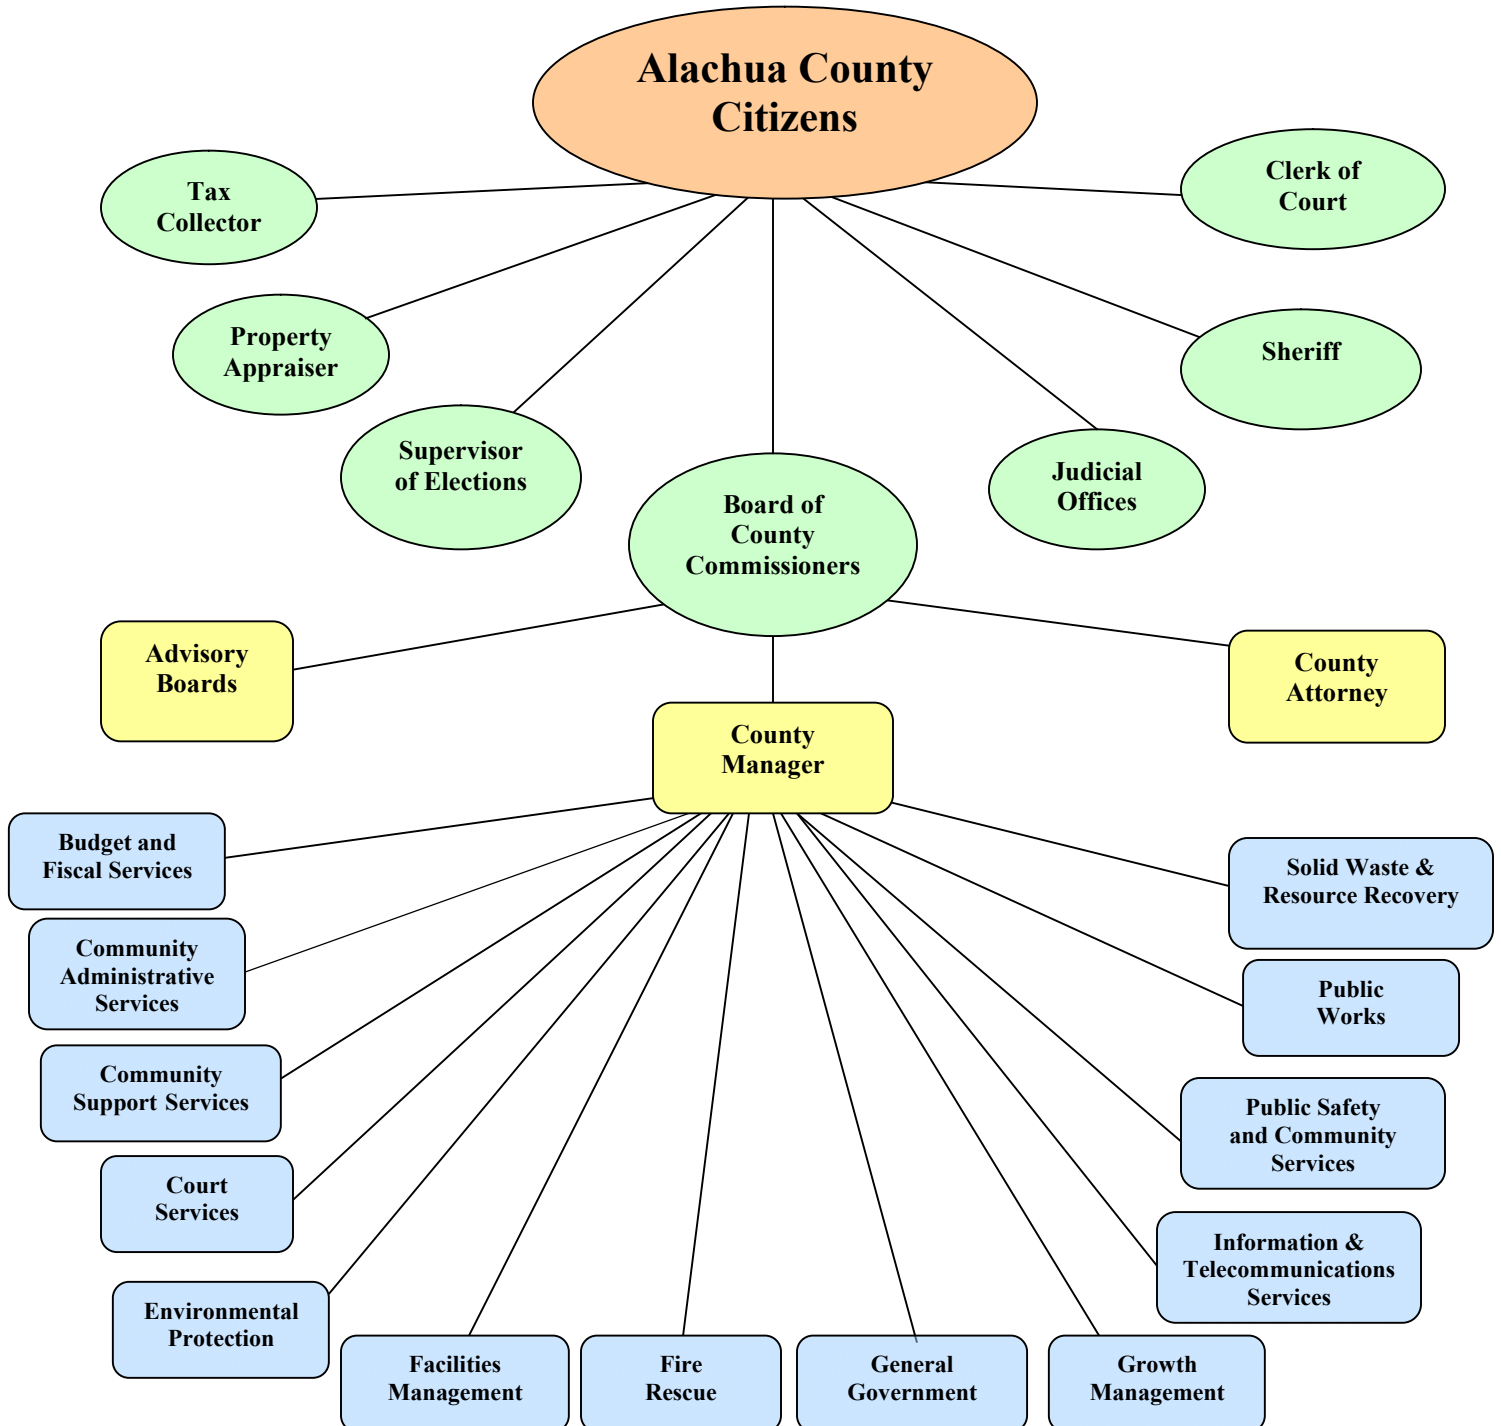 Alachua County
Citizens
Tax
Collector
Clerk of
Court
Property
Appraiser
Sheriff
Supervisor
of Elections
Judicial
Offices
Board of
County
Commissioners
Advisory
Boards
County
Attorney
County
Manager
Budget and
Fiscal Services
Solid Waste &
Resource Recovery
Community
Administrative
Services
Public
Works
Community
Support Services
Public Safety
and Community
Services
Court
Services
Information &
Telecommunications
Services
Environmental
Protection
Facilities
Management
Fire
Rescue
General
Government
Growth
Management